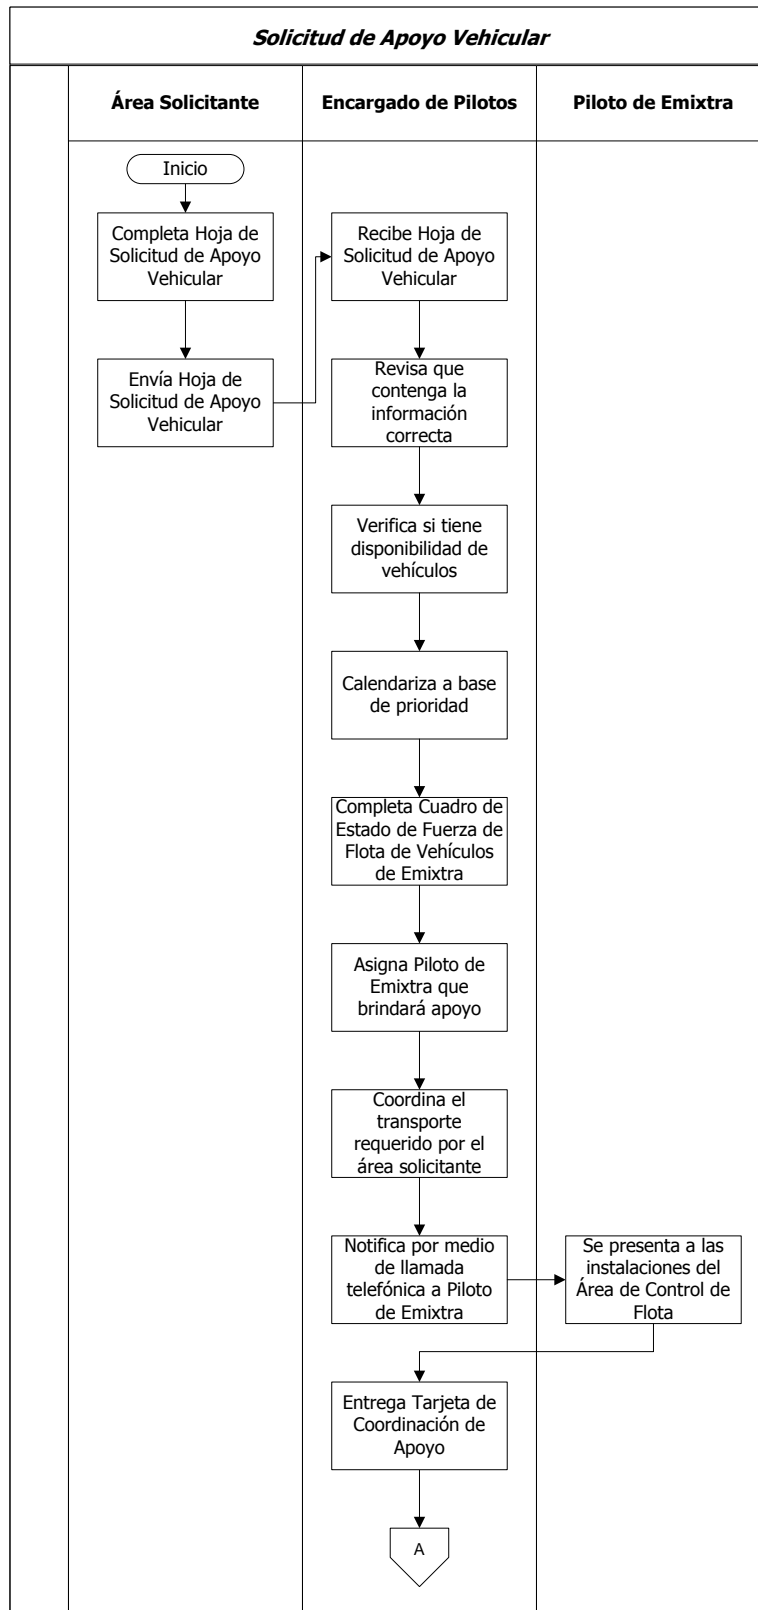 Solicitud de Apoyo Vehicular
Área Solicitante
Encargado de Pilotos
Piloto de Emixtra
Inicio
Completa Hoja de
Solicitud de Apoyo
Vehicular
Envía Hoja de
Solicitud de Apoyo
Vehicular
Recibe Hoja de
Solicitud de Apoyo
Vehicular
Revisa que
contenga la
información
correcta
Verifica si tiene
disponibilidad de
vehículos
Calendariza a base
de prioridad
Completa Cuadro de
Estado de Fuerza de
Flota de Vehículos
de Emixtra
Asigna Piloto de
Emixtra que
brindará apoyo
Coordina el
transporte
requerido por el
área solicitante
Notifica por medio
de llamada
telefónica a Piloto
de Emixtra
Se presenta a las
instalaciones del
Área de Control de
Flota
Entrega Tarjeta de
Coordinación de
Apoyo
A